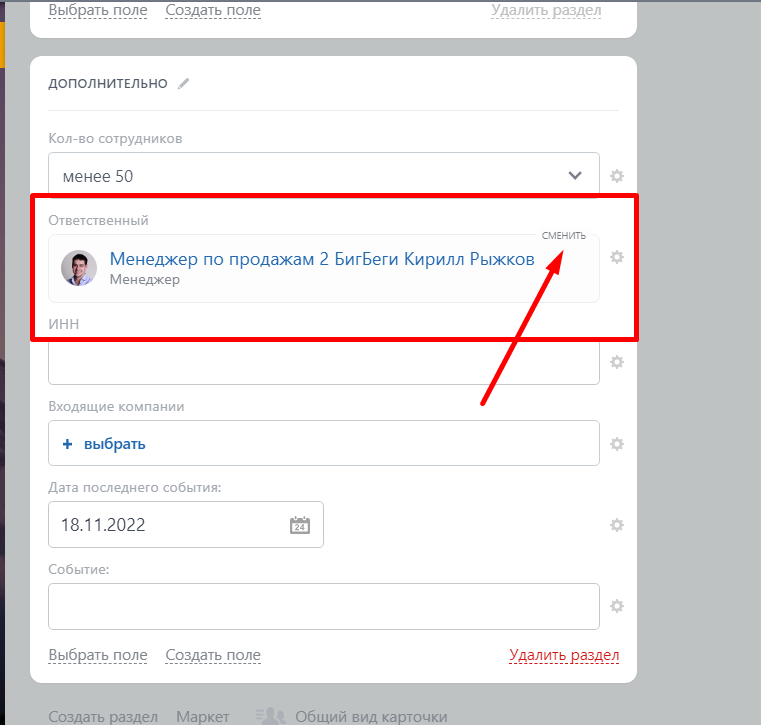 Выбрать поле Создать поле Удалить раздел
ДОПОЛНИТЕЛЬНО
Кол-во сотрудников
менее 50
Ответственный
СМЕНИТЬ
Менеджер по продажам 2 БигБеги Кирилл Рыжков
Менеджер
ИНН
Входящие компании
+ выбрать
Дата последнего события:
18.11.2022
24
Событие:
Выбрать поле Создать поле Удалить раздел
Создать раздел Маркет Общий вид карточки